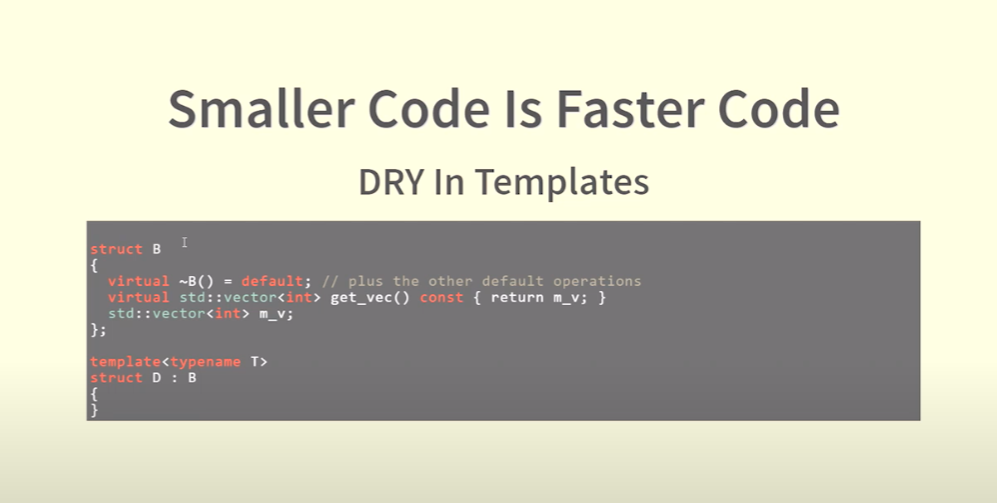 Smaller Code Is Faster Code
DRY In Templates
struct B
{
  virtual ~B() = default; // plus the other default operations
  virtual std::vector<int> get_vec() const { return m_v; }
  std::vector<int> m_v;
};
template<typename T>
struct D : B
{
}